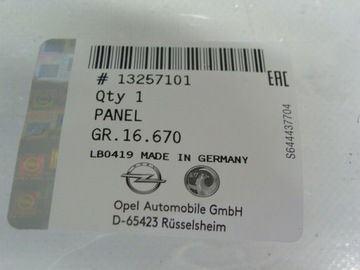 # 13257101
EAC
Qty 1
PANEL
GR.16.670
LB0419 MADE IN GERMANY
S644437704
Opel Automobile GmbH
D-65423 Rüsselsheim